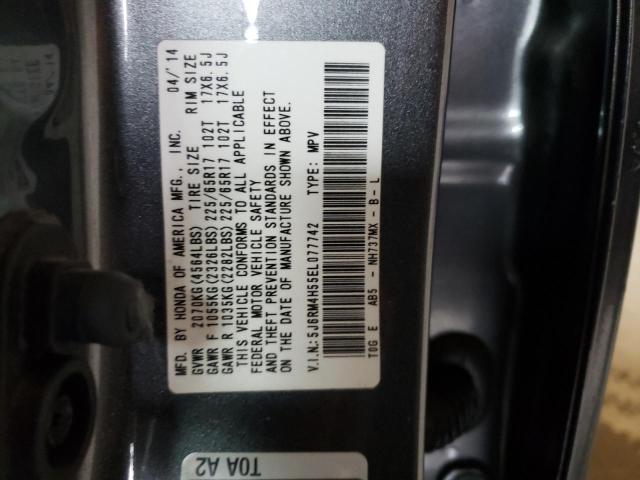 MFD. BY HONDA OF AMERICA MFG., INC. 04/'14
GVWR 2070KG(4564LBS) TIRE SIZE RIM SIZE
GAWR F 1055KG(2326LBS) 225/65R17 102T 17X6.5J
GAWR R 1035KG(2282LBS) 225/65R17 102T 17X6.5J
THIS VEHICLE CONFORMS TO ALL APPLICABLE
FEDERAL MOTOR VEHICLE SAFETY
AND THEFT PREVENTION STANDARDS IN EFFECT
ON THE DATE OF MANUFACTURE SHOWN ABOVE.
V.I.N.: 5J6RM4H55EL077742 TYPE: MPV
T0G E AB5 - NH737MX - B - L
T0A A2